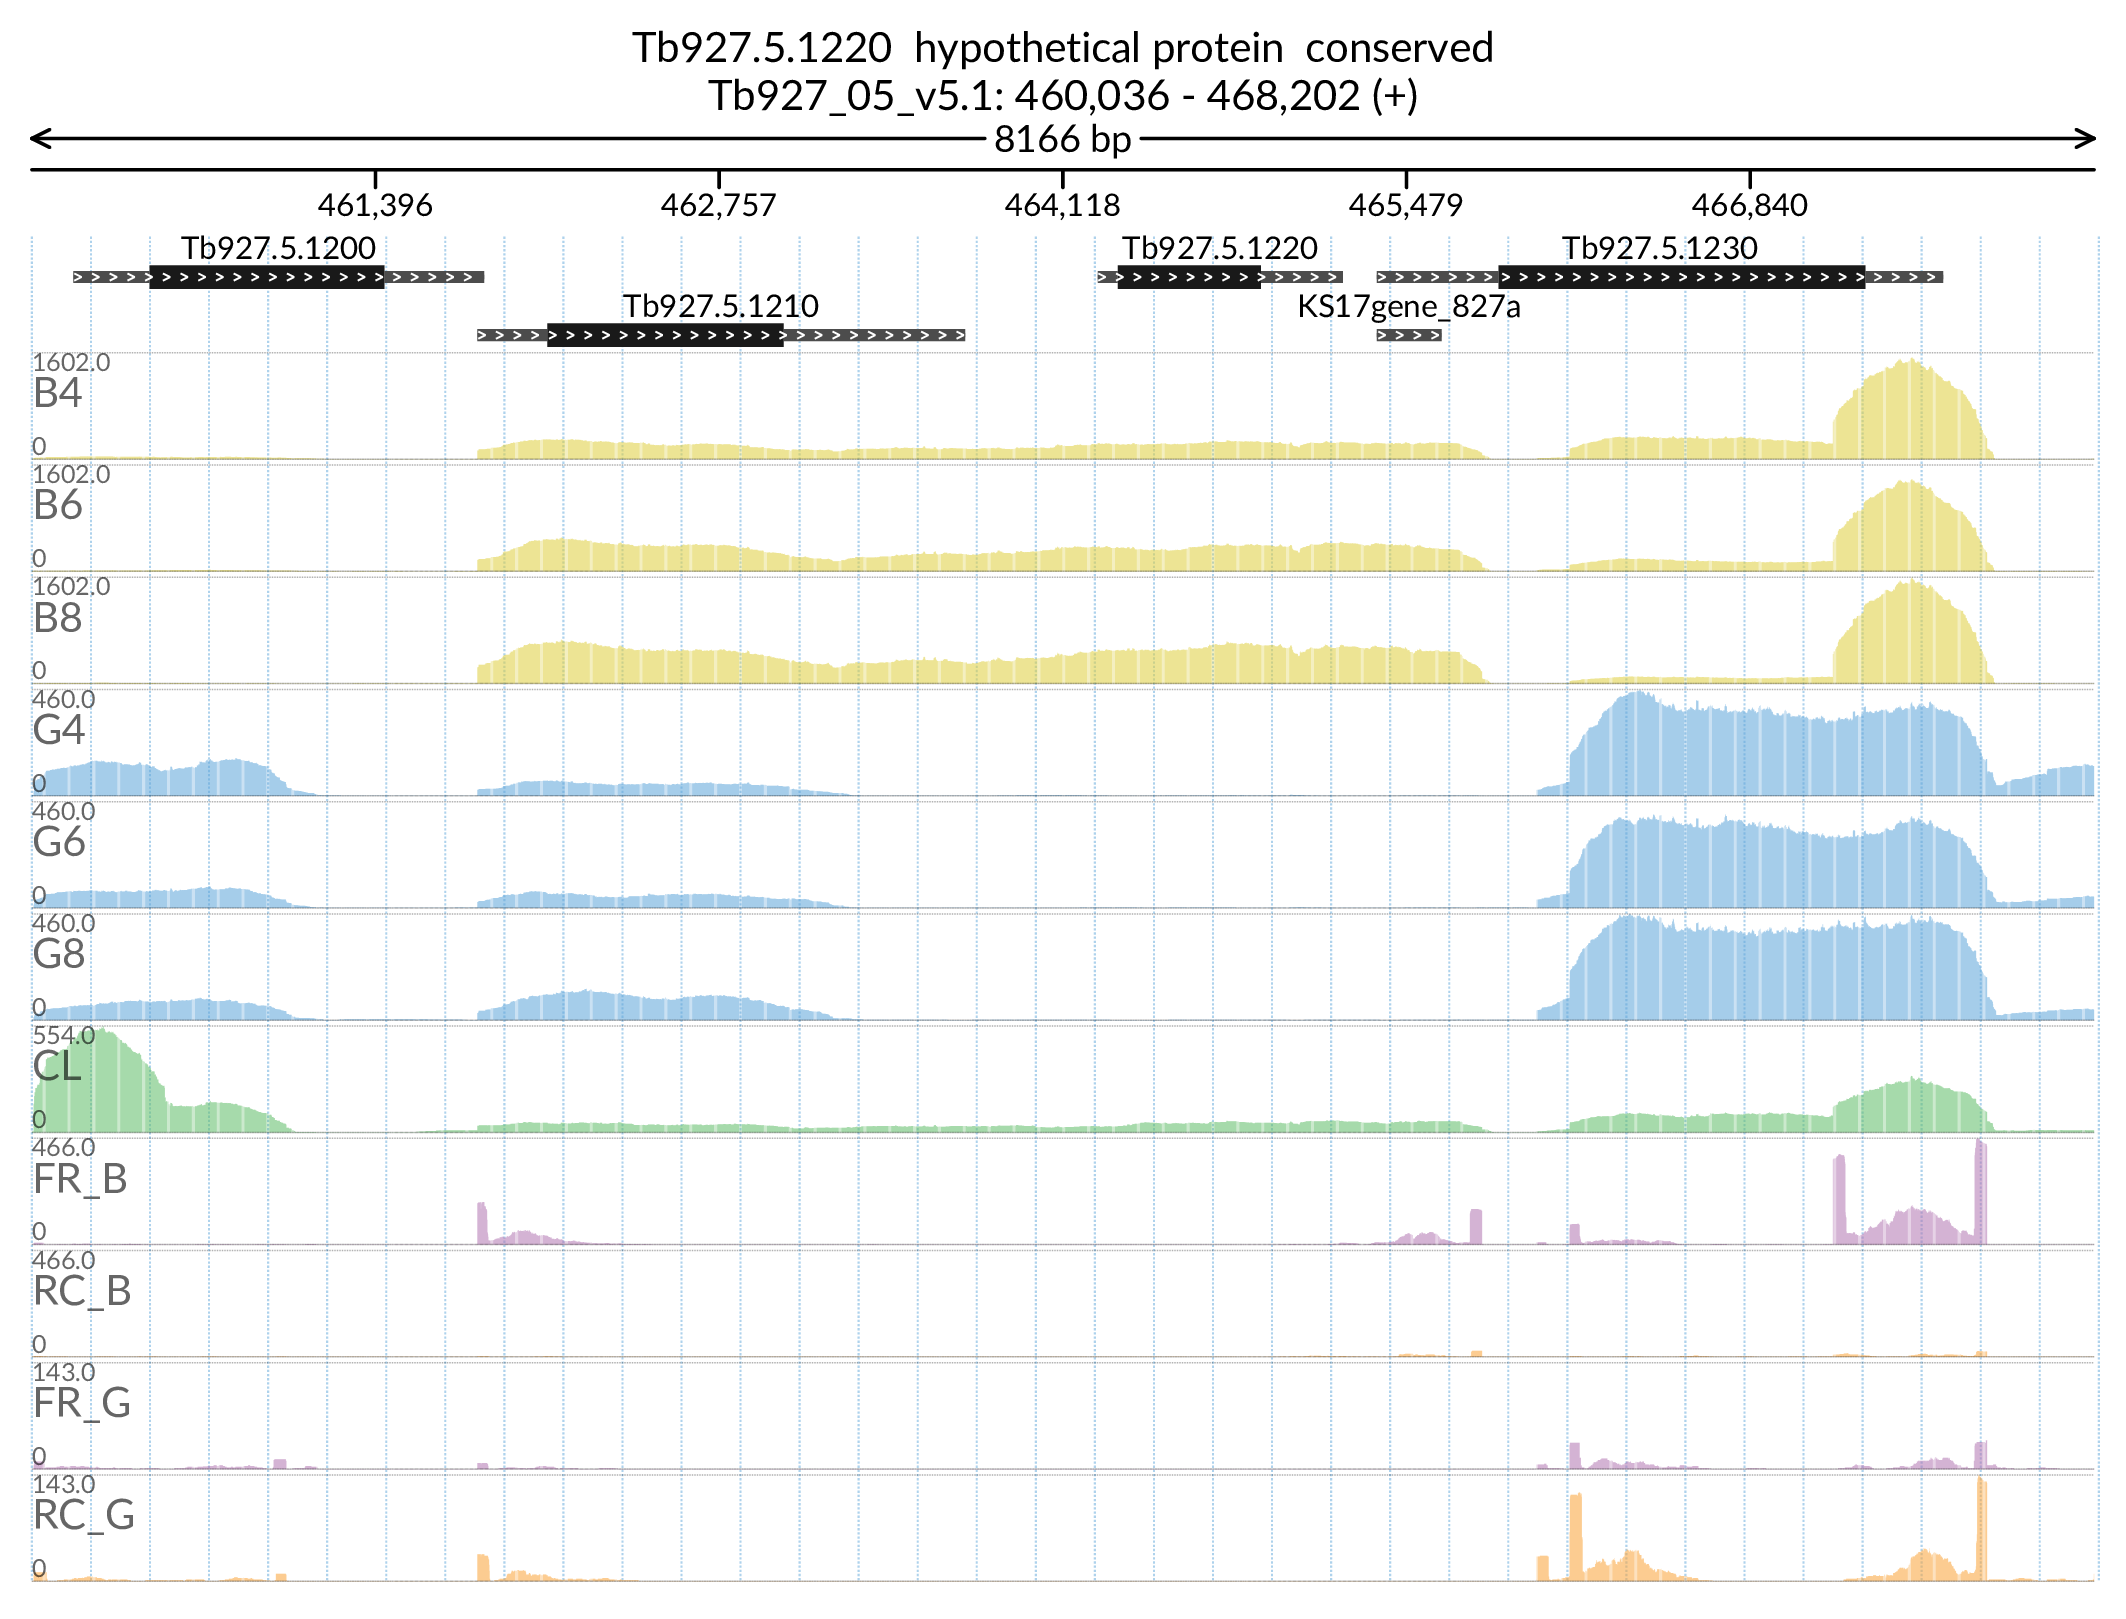 Tb927.5.1220  hypothetical protein  conserved
Tb927_05_v5.1: 460,036 - 468,202 (+)
8166 bp
461,396 462,757 464,118 465,479 466,840
Tb927.5.1200 Tb927.5.1220 Tb927.5.1230
Tb927.5.1210 KS17gene_827a
1602.0
B4
0
1602.0
B6
0
1602.0
B8
0
460.0
G4
0
460.0
G6
0
460.0
G8
0
554.0
CL
0
466.0
FR_B
0
466.0
RC_B
0
143.0
FR_G
0
143.0
RC_G
0